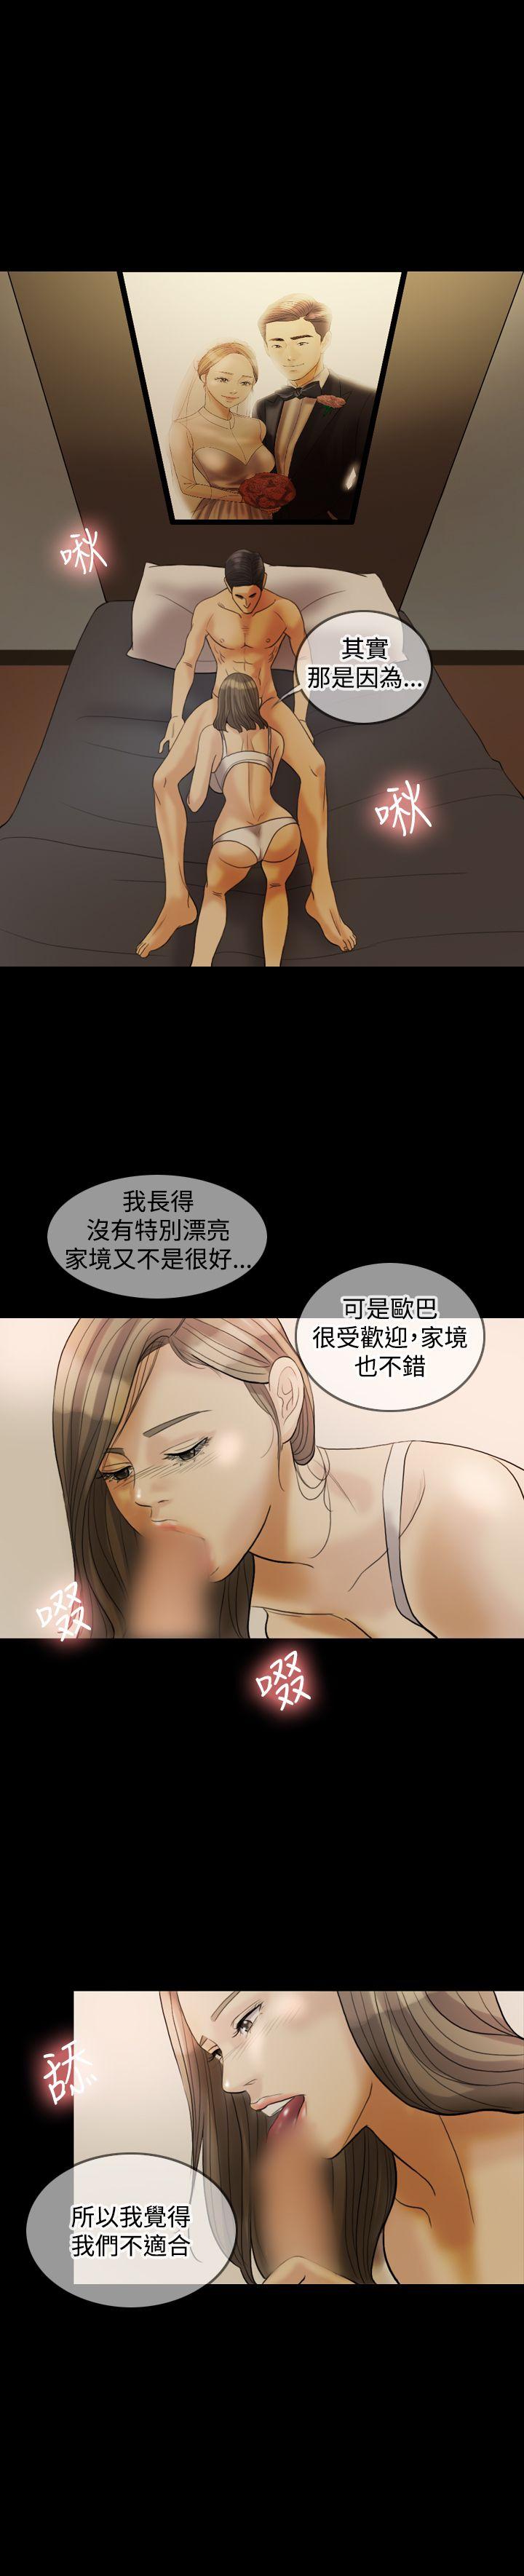 啾
其實
那是因為...
啾
我長得
沒有特別漂亮
家境又不是很好...
可是歐巴
很受歡迎,家境
也不錯
啜
啜
舔
所以我覺得
我們不適合